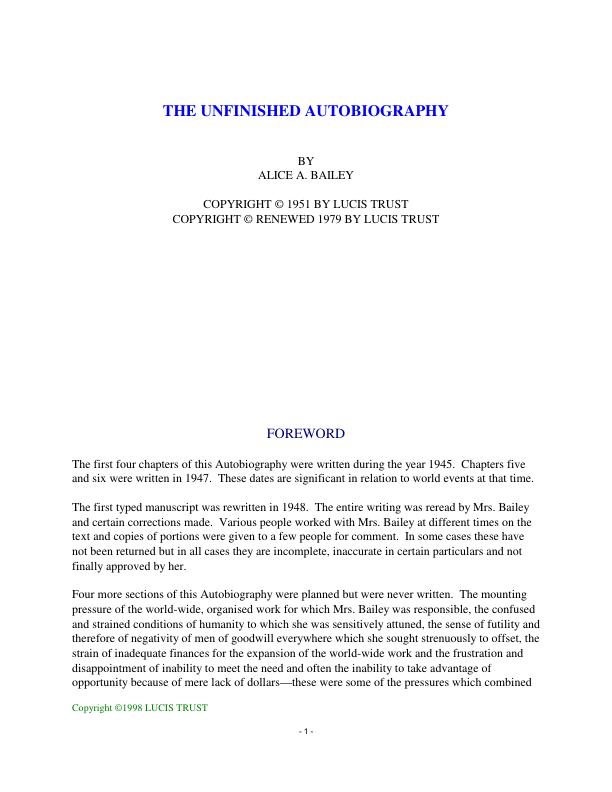 THE UNFINISHED AUTOBIOGRAPHY
BY
ALICE A. BAILEY
COPYRIGHT © 1951 BY LUCIS TRUST
COPYRIGHT © RENEWED 1979 BY LUCIS TRUST
FOREWORD
The first four chapters of this Autobiography were written during the year 1945.  Chapters five
and six were written in 1947.  These dates are significant in relation to world events at that time.
The first typed manuscript was rewritten in 1948.  The entire writing was reread by Mrs. Bailey
and certain corrections made.  Various people worked with Mrs. Bailey at different times on the
text and copies of portions were given to a few people for comment.  In some cases these have
not been returned but in all cases they are incomplete, inaccurate in certain particulars and not
finally approved by her.
Four more sections of this Autobiography were planned but were never written.  The mounting
pressure of the world-wide, organised work for which Mrs. Bailey was responsible, the confused
and strained conditions of humanity to which she was sensitively attuned, the sense of futility and
therefore of negativity of men of goodwill everywhere which she sought strenuously to offset, the
strain of inadequate finances for the expansion of the world-wide work and the frustration and
disappointment of inability to meet the need and often the inability to take advantage of
opportunity because of mere lack of dollars—these were some of the pressures which combined
Copyright ©1998 LUCIS TRUST
- 1 -